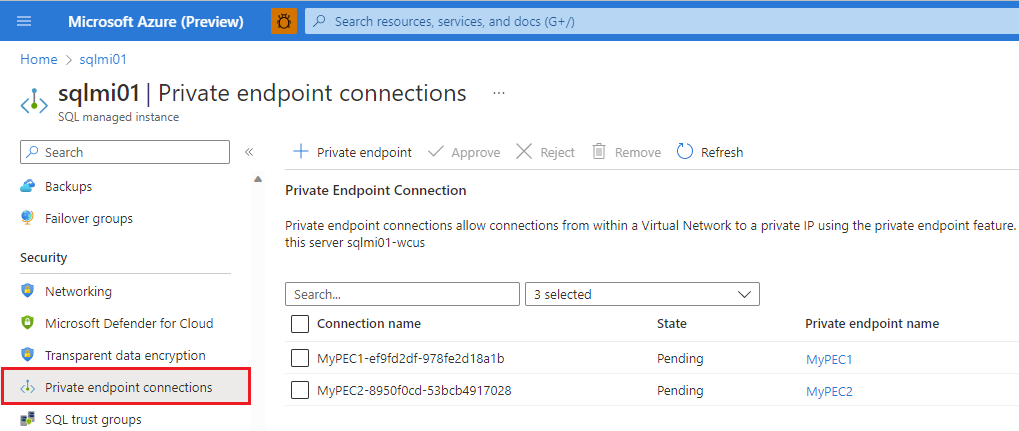 Microsoft Azure (Preview)
Search resources, services, and docs (G+/)
Home > sqlmi01
sqlmi01 | Private endpoint connections ...
SQL managed instance
Search
«
Backups
Failover groups
Security
Networking
Microsoft Defender for Cloud
Transparent data encryption
Private endpoint connections
SQL trust groups
Private endpoint Approve Reject Remove Refresh
Private Endpoint Connection
Private endpoint connections allow connections from within a Virtual Network to a private IP using the private endpoint feature.
this server sqlmi01-wcus
Search... 3 selected
Connection name State Private endpoint name
MyPEC1-ef9fd2df-978fe2d18a1b Pending MyPEC1
MyPEC2-8950f0cd-53bcb4917028 Pending MyPEC2